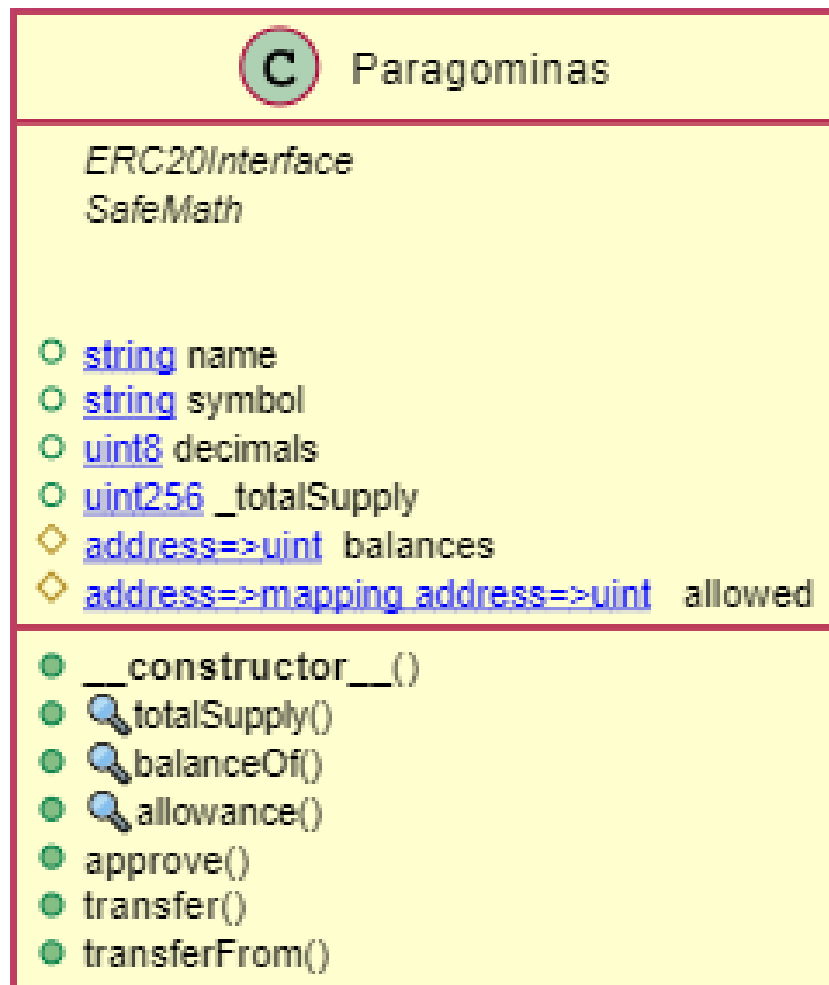 C Paragominas
ERC20Interface
SafeMath
string name
string symbol
uint8 decimals
uint256 _totalSupply
address=>uint balances
address=>mapping address=>uint allowed
__constructor__()
totalSupply()
balanceOf()
allowance()
approve()
transfer()
transferFrom()